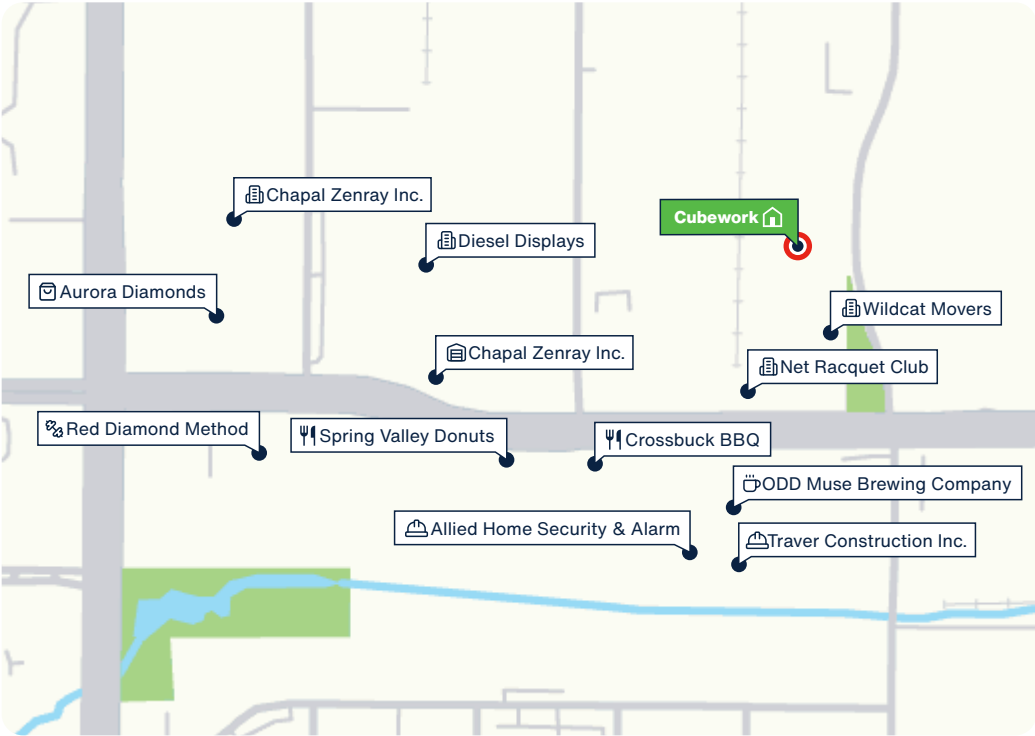 Chapal Zenray Inc.
Cubework
Diesel Displays
Aurora Diamonds
Wildcat Movers
Chapal Zenray Inc.
Net Racquet Club
Red Diamond Method
Spring Valley Donuts
Crossbuck BBQ
ODD Muse Brewing Company
Allied Home Security & Alarm
Traver Construction Inc.